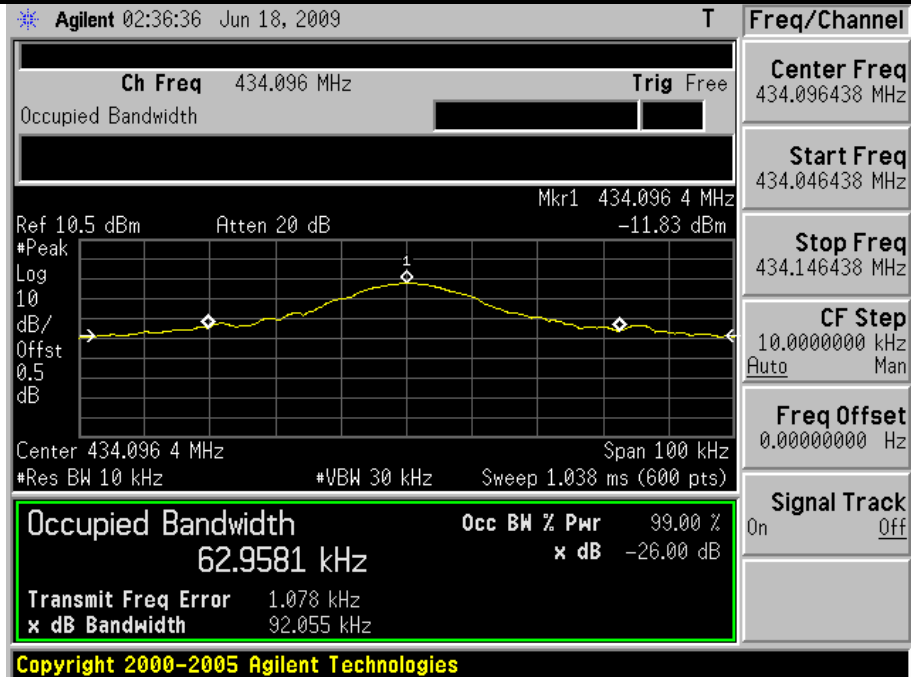 Agilent 02:36:36 Jun 18, 2009 T
Freq/Channel
Ch Freq 434.096 MHz Trig Free
Occupied Bandwidth
Center Freq
434.096438 MHz
Start Freq
434.046438 MHz
Stop Freq
434.146438 MHz
CF Step
10.0000000 kHz
Auto Man
Freq Offset
0.00000000 Hz
Signal Track
On Off
Mkr1 434.096 4 MHz
Ref 10.5 dBm Atten 20 dB -11.83 dBm
#Peak
Log
10
dB/
Offst
0.5
dB
1
Center 434.096 4 MHz Span 100 kHz
#Res BW 10 kHz #VBW 30 kHz Sweep 1.038 ms (600 pts)
Occupied Bandwidth
62.9581 kHz
Occ BW % Pwr 99.00 %
x dB -26.00 dB
Transmit Freq Error 1.078 kHz
x dB Bandwidth 92.055 kHz
Copyright 2000-2005 Agilent Technologies